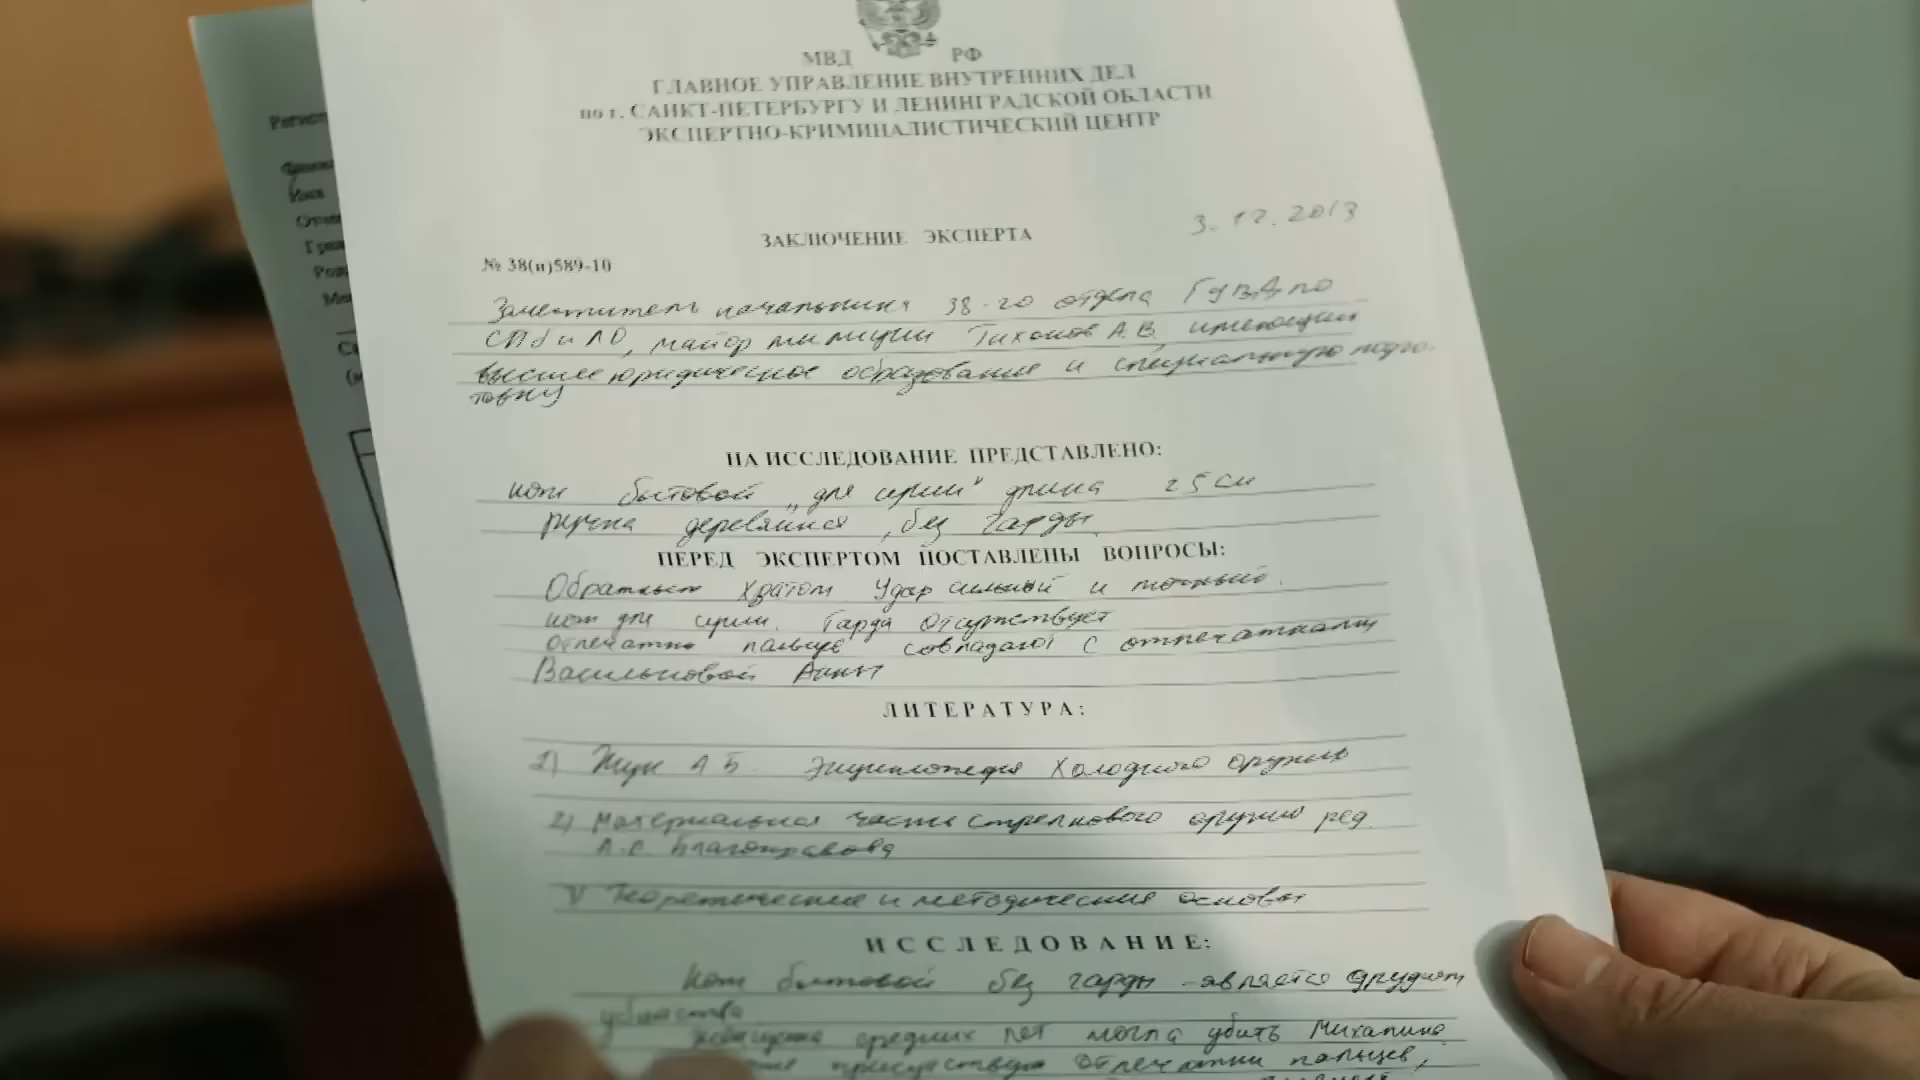 МВД РФ
ГЛАВНОЕ УПРАВЛЕНИЕ ВНУТРЕННИХ ДЕЛ
по г. САНКТ-ПЕТЕРБУРГУ И ЛЕНИНГРАДСКОЙ ОБЛАСТИ
ЭКСПЕРТНО-КРИМИНАЛИСТИЧЕСКИЙ ЦЕНТР
3.12.2013
ЗАКЛЮЧЕНИЕ ЭКСПЕРТА
№ 38(и)589-10
Заместитель начальника 38-го отдела ГУВД по
СПб и ЛО, майор милиции Тихонов А.В. имеющий
высшее юридическое образование и специальную подго-
товку
НА ИССЛЕДОВАНИЕ ПРЕДСТАВЛЕНО:
нож бытовой „для суши" длина 25 см
ручка деревянная, без гарды
ПЕРЕД ЭКСПЕРТОМ ПОСТАВЛЕНЫ ВОПРОСЫ:
Обратным хватом Удар сильный и точный.
нож для суши. Гарда отсутствует
отпечатки пальцев совпадают с отпечатками
Васильковой Анны
ЛИТЕРАТУРА:
1) Жук А Б. Энциклопедия холодного оружия
2) Материальная часть стрелкового оружия ред.
Благонравова
Теоретические и методические основы
ИССЛЕДОВАНИЕ:
Нож бытовой без гарды - является орудием
убийства
женщина средних лет могла убить Михалина
присутствуют отпечатки пальцев,